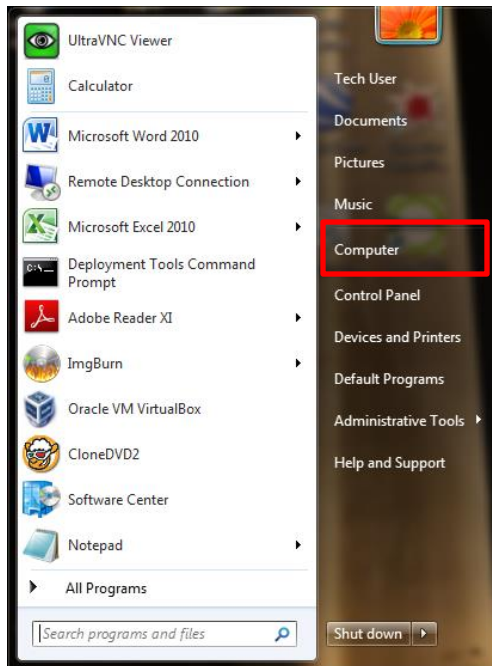 UltraVNC Viewer
Calculator
Microsoft Word 2010
Remote Desktop Connection
Microsoft Excel 2010
Deployment Tools Command
Prompt
Adobe Reader XI
ImgBurn
Oracle VM VirtualBox
CloneDVD2
Software Center
Notepad
All Programs
Search programs and files
Tech User
Documents
Pictures
Music
Computer
Control Panel
Devices and Printers
Default Programs
Administrative Tools
Help and Support
Shut down